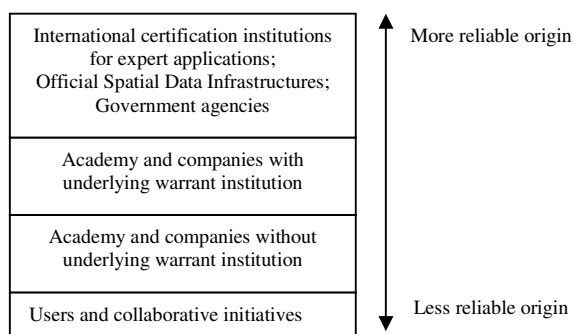 International certification institutions
for expert applications;
Official Spatial Data Infrastructures;
Government agencies
More reliable origin
Academy and companies with
underlying warrant institution
Academy and companies without
underlying warrant institution
Users and collaborative initiatives
Less reliable origin